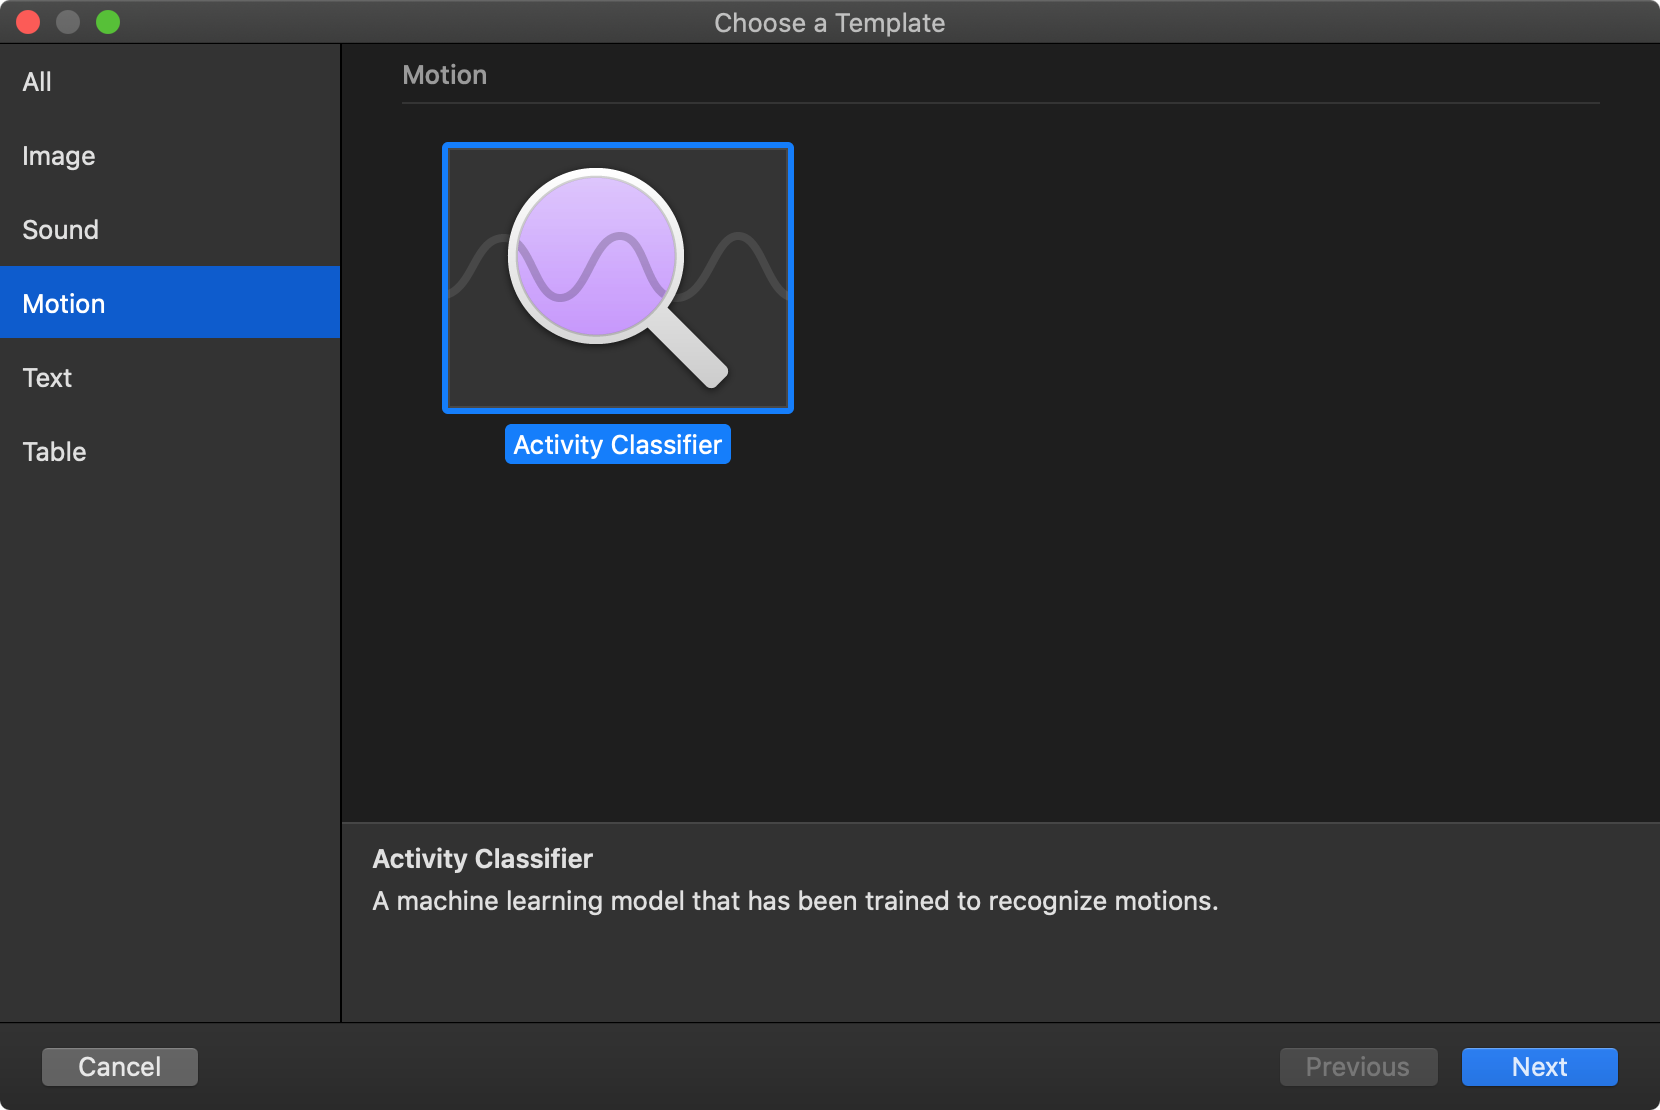 Choose a Template
All
Image
Sound
Motion
Text
Table
Motion
Activity Classifier
Activity Classifier
A machine learning model that has been trained to recognize motions.
Cancel
Previous
Next